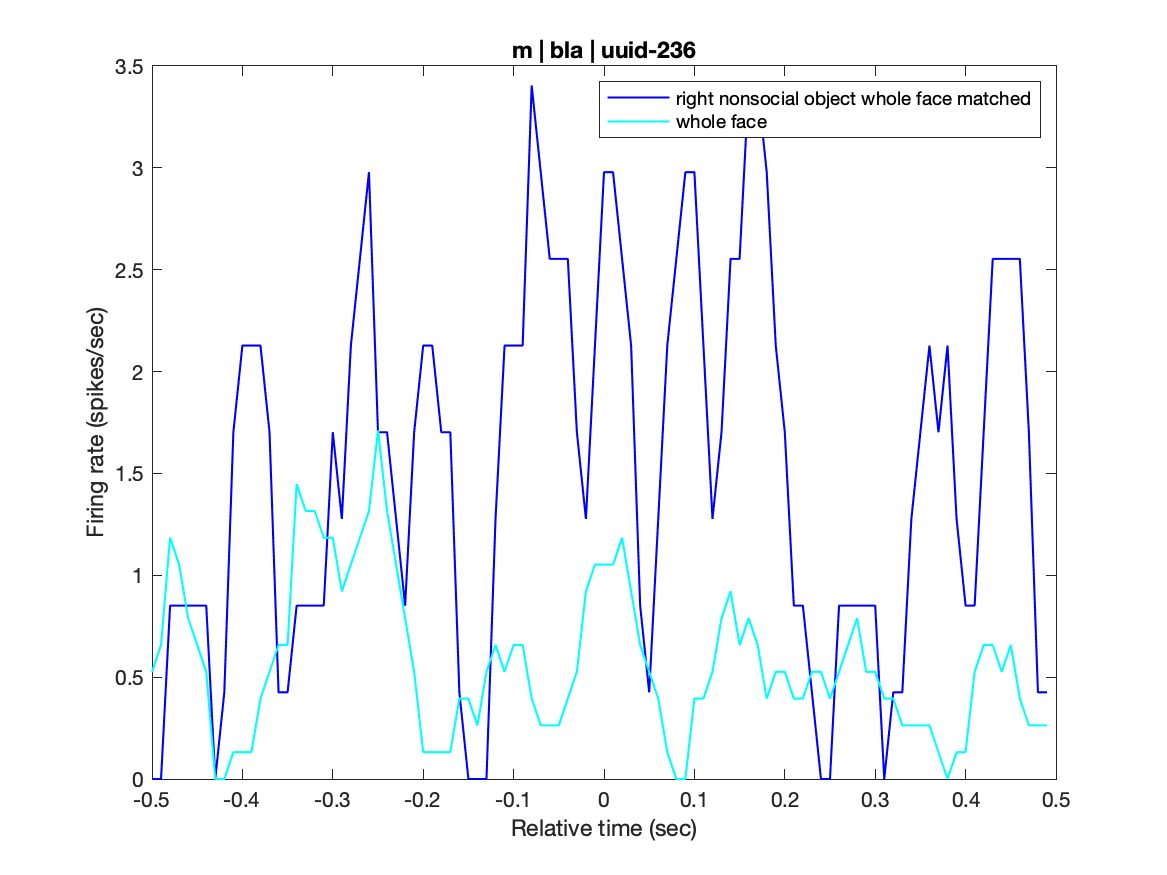 m | bla | uuid-236
3.5
right nonsocial object whole face matched
whole face
3
2.5
2
1.5
1
0.5
0
Firing rate (spikes/sec)
-0.5 -0.4 -0.3 -0.2 -0.1 0 0.1 0.2 0.3 0.4 0.5
Relative time (sec)